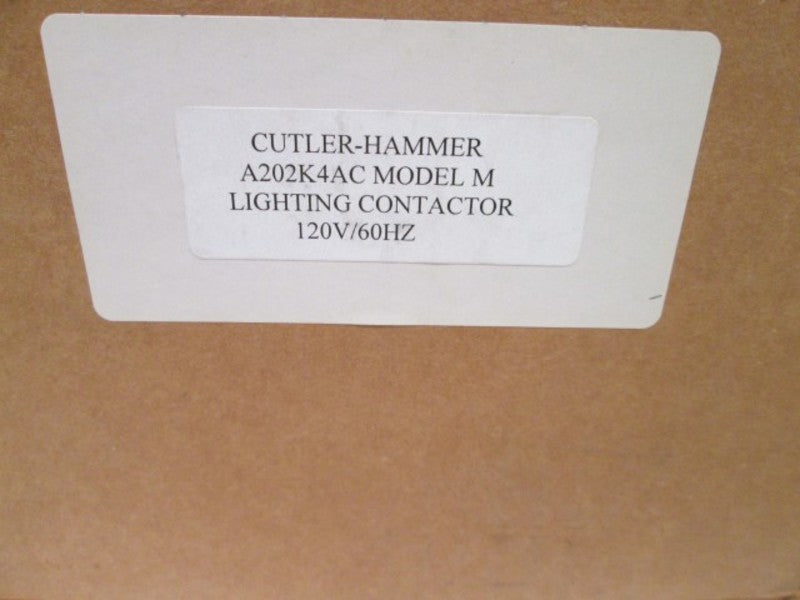 CUTLER-HAMMER
A202K4AC MODEL M
LIGHTING CONTACTOR
120V/60HZ